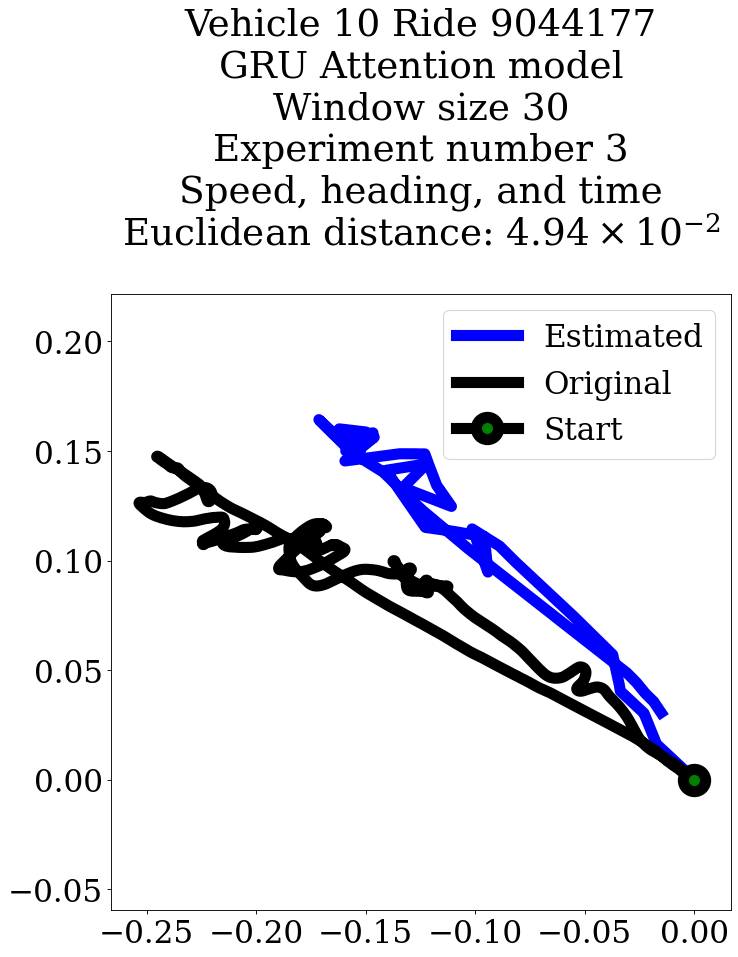 Vehicle 10 Ride 9044177
GRU Attention model
Window size 30
Experiment number 3
Speed, heading, and time
Euclidean distance: 4.94 × 10⁻²
Estimated
Original
Start
0.20
0.15
0.10
0.05
0.00
−0.05
−0.25 −0.20 −0.15 −0.10 −0.05 0.00